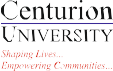 Centurion
UNIVERSITY
Shaping Lives...
Empowering Communities...